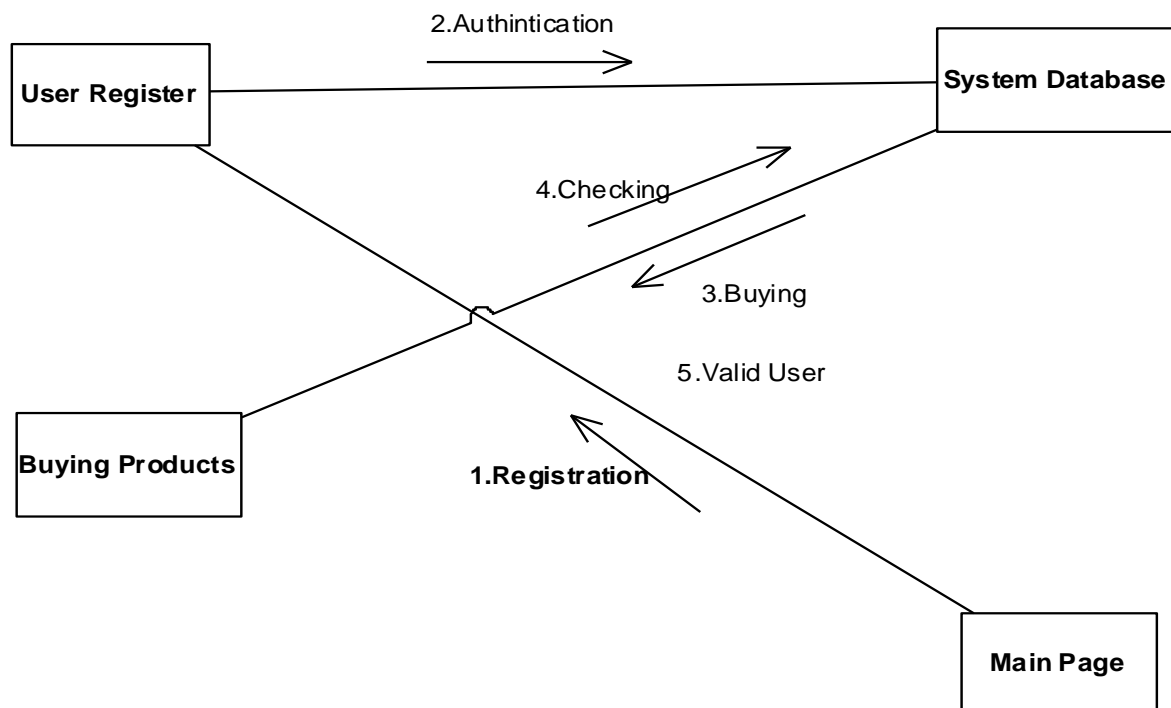 2.Authintication
User Register
System Database
4.Checking
3.Buying
5.Valid User
Buying Products
1.Registration
Main Page